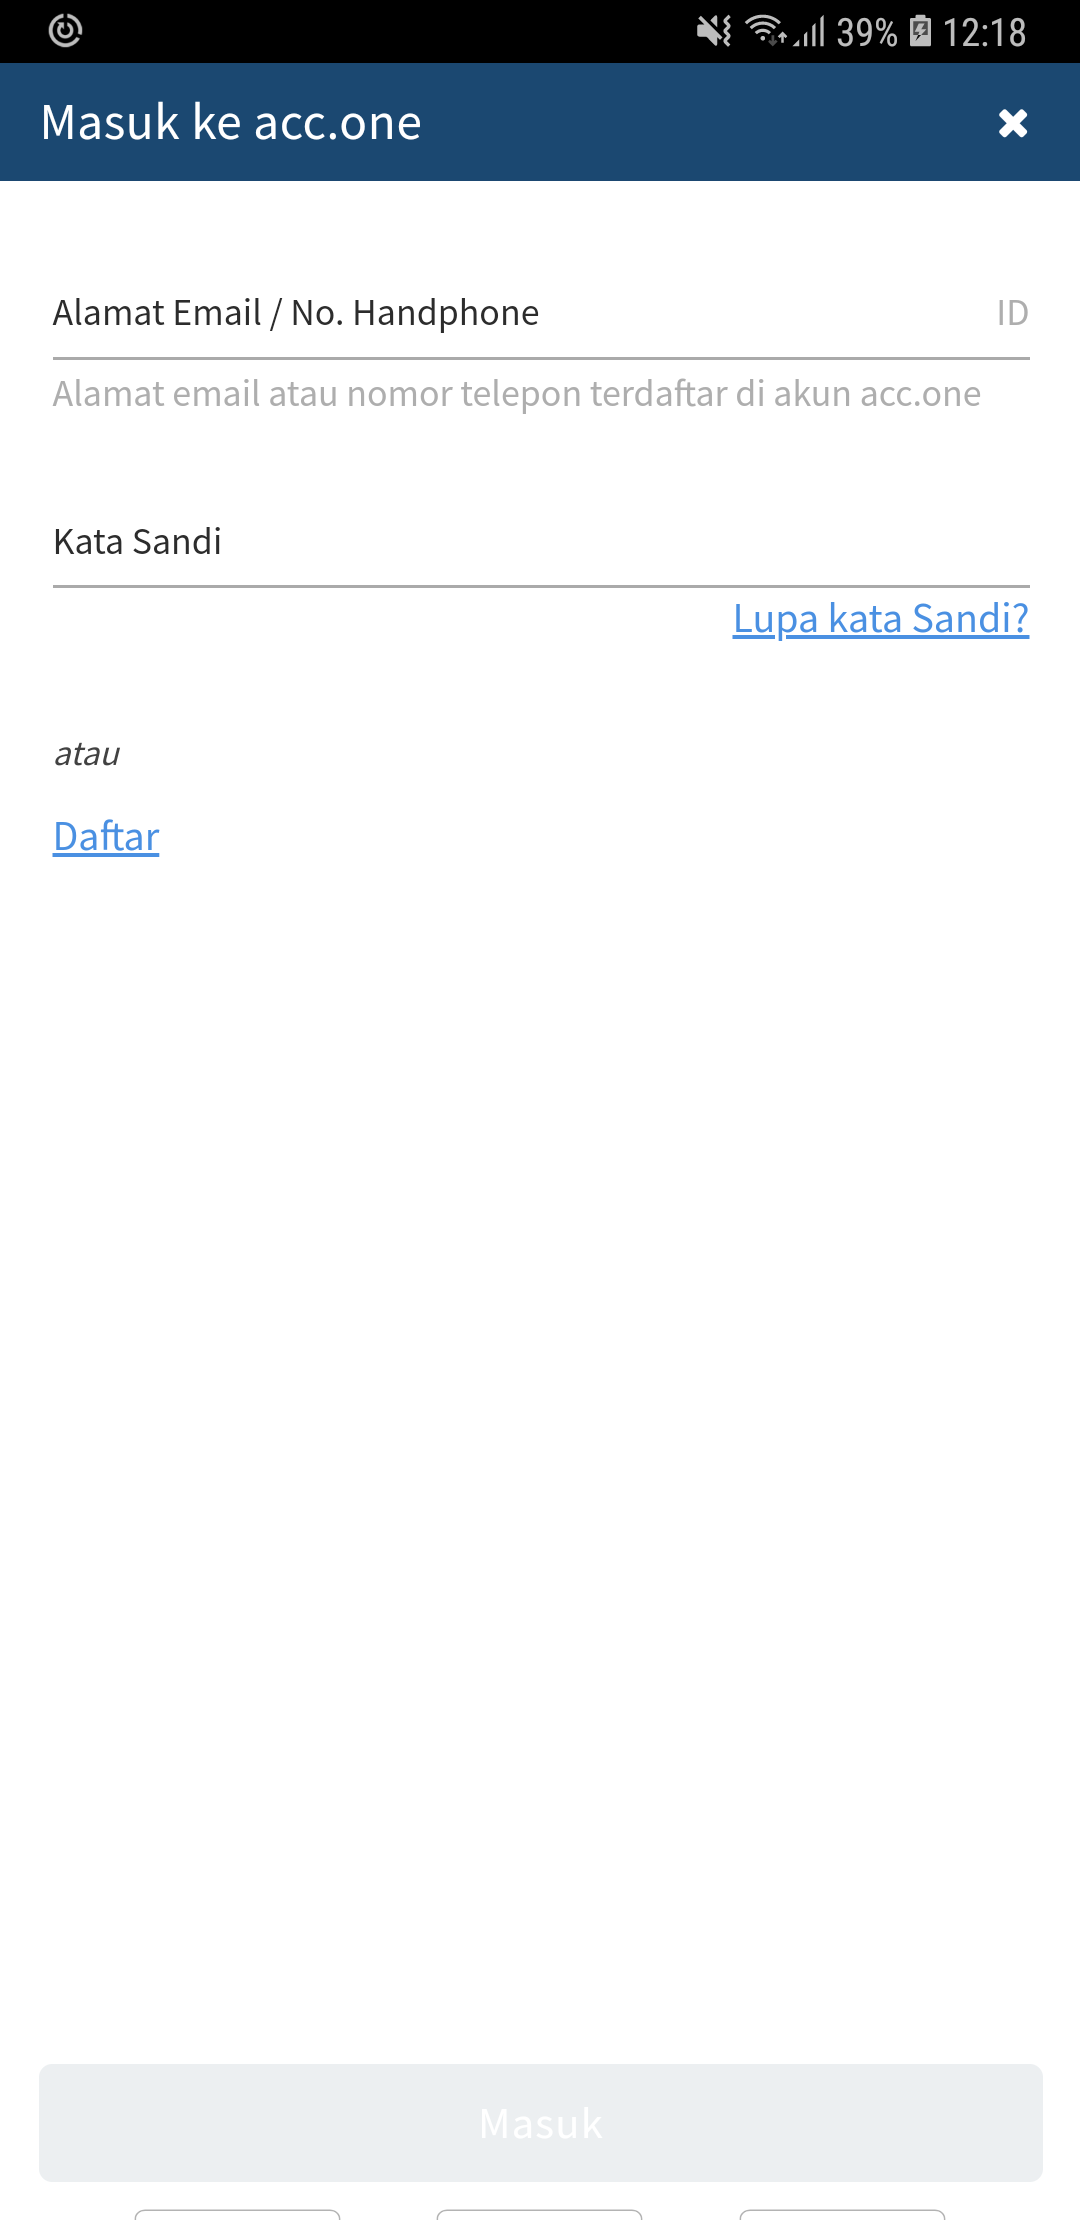 39% 12:18
Masuk ke acc.one
Alamat Email / No. Handphone ID
Alamat email atau nomor telepon terdaftar di akun acc.one
Kata Sandi
Lupa kata Sandi?
atau
Daftar
Masuk